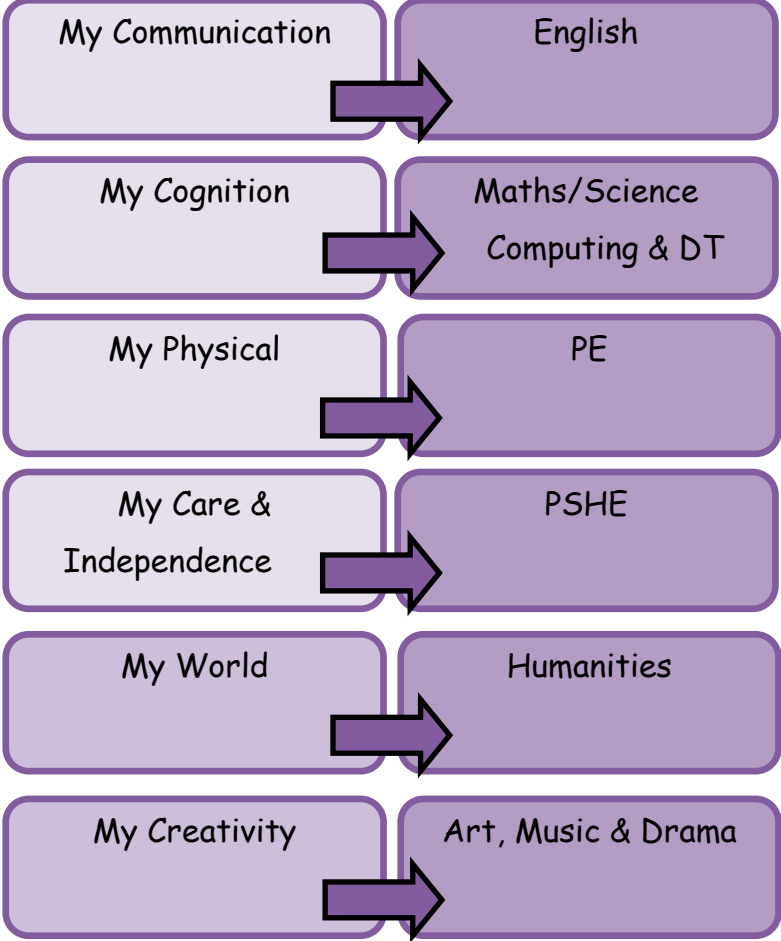 My Communication
English
My Cognition
Maths/Science
Computing & DT
My Physical
PE
My Care &
Independence
PSHE
My World
Humanities
My Creativity
Art, Music & Drama